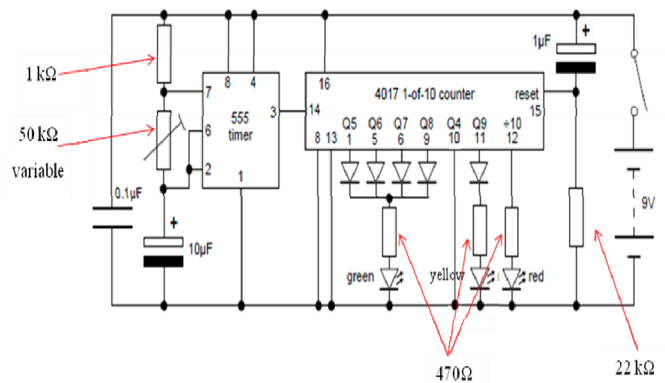 1µF
+
1 kΩ
8 4
16
7
555
timer
3
14
4017 1-of-10 counter
reset
15
50 kΩ
variable
6
2
1
Q5 Q6 Q7 Q8 Q4 Q9 ÷10
8 13 1 5 6 9 10 11 12
0.1µF
+
10µF
9V
green
yellow
red
470Ω
22 kΩ